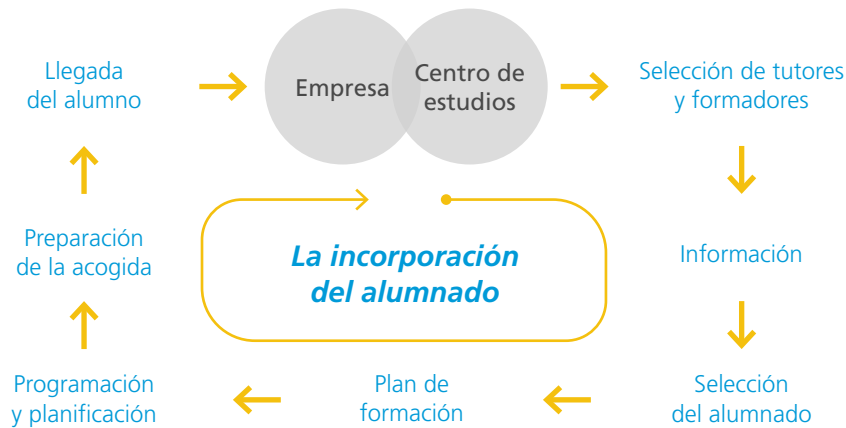 Llegada
del alumno
Empresa
Centro de
estudios
Selección de tutores
y formadores
Preparación
de la acogida
La incorporación
del alumnado
Información
Programación
y planificación
Plan de
formación
Selección
del alumnado